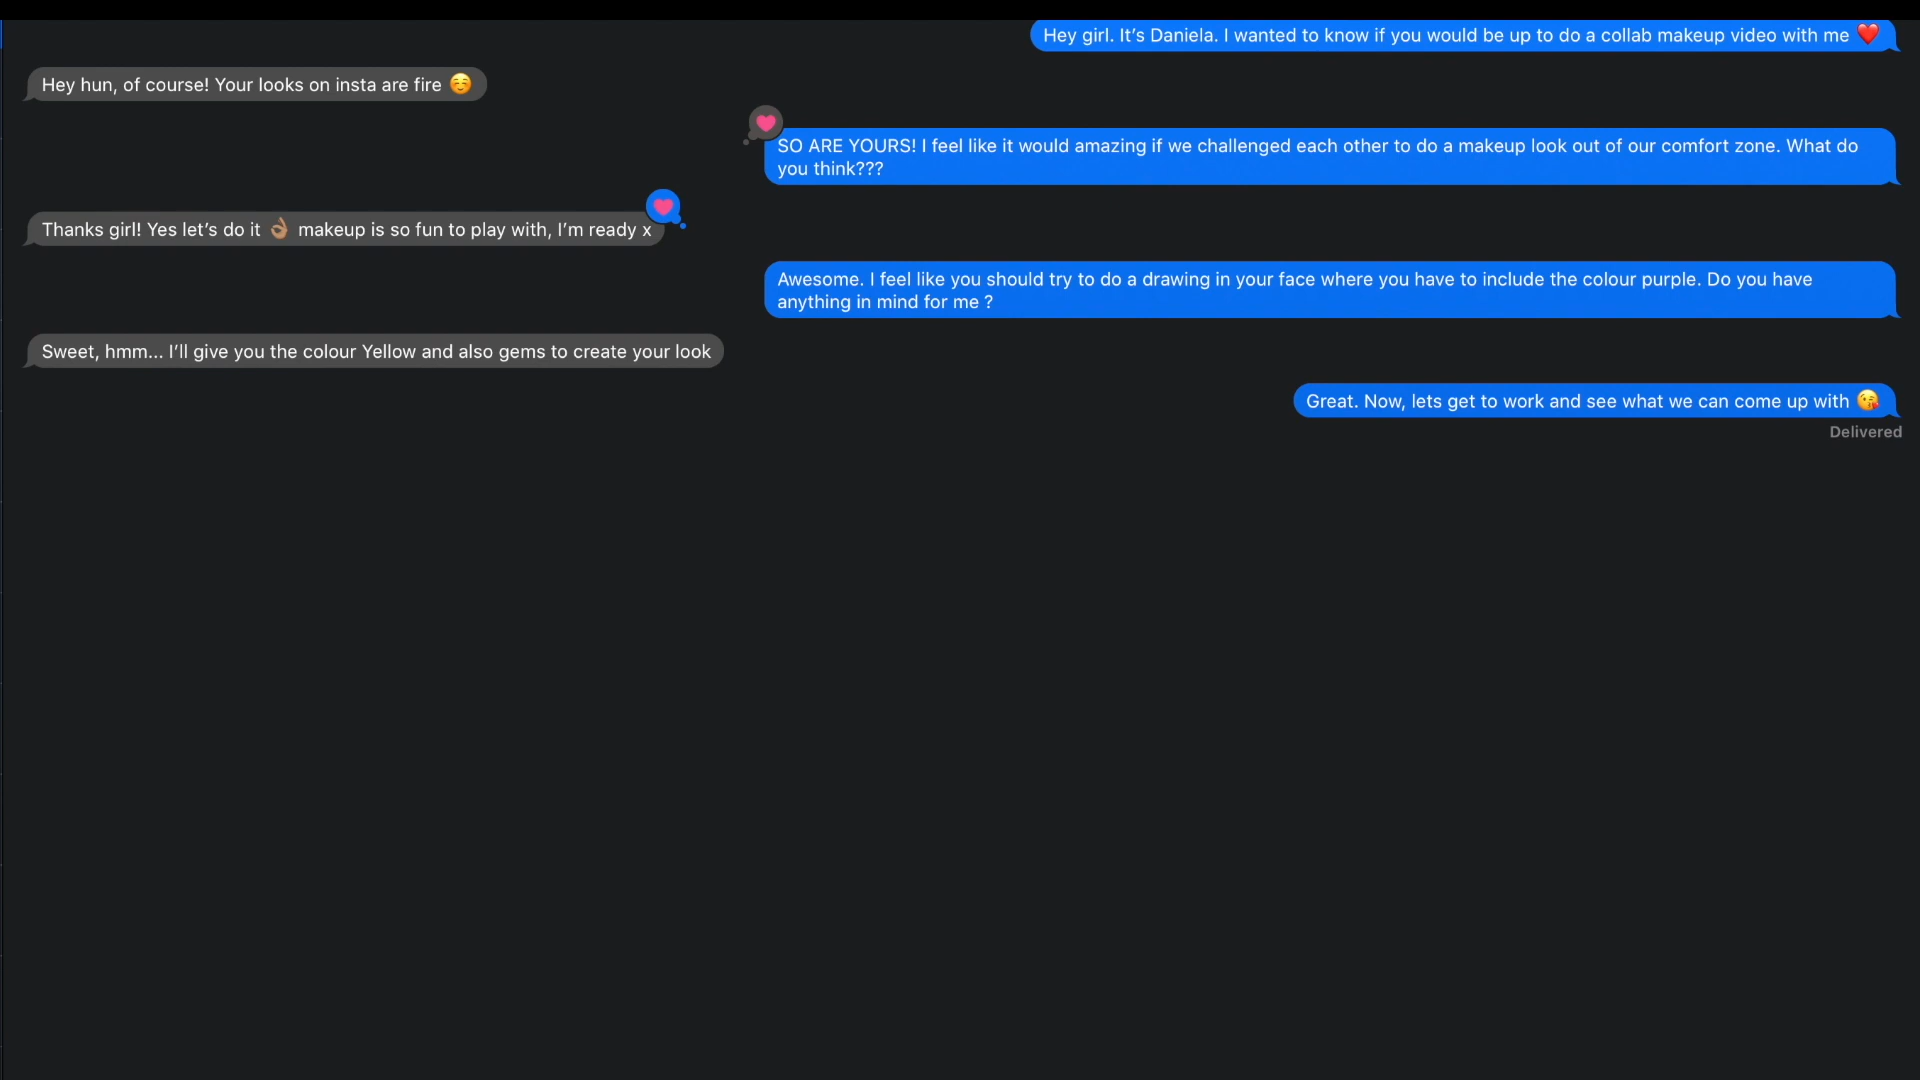 Hey girl. It’s Daniela. I wanted to know if you would be up to do a collab makeup video with me ❤️
Hey hun, of course! Your looks on insta are fire ☺️
SO ARE YOURS! I feel like it would amazing if we challenged each other to do a makeup look out of our comfort zone. What do
you think???
Thanks girl! Yes let’s do it 👌🏽 makeup is so fun to play with, I’m ready x
Awesome. I feel like you should try to do a drawing in your face where you have to include the colour purple. Do you have
anything in mind for me ?
Sweet, hmm... I’ll give you the colour Yellow and also gems to create your look
Great. Now, lets get to work and see what we can come up with 😘
Delivered